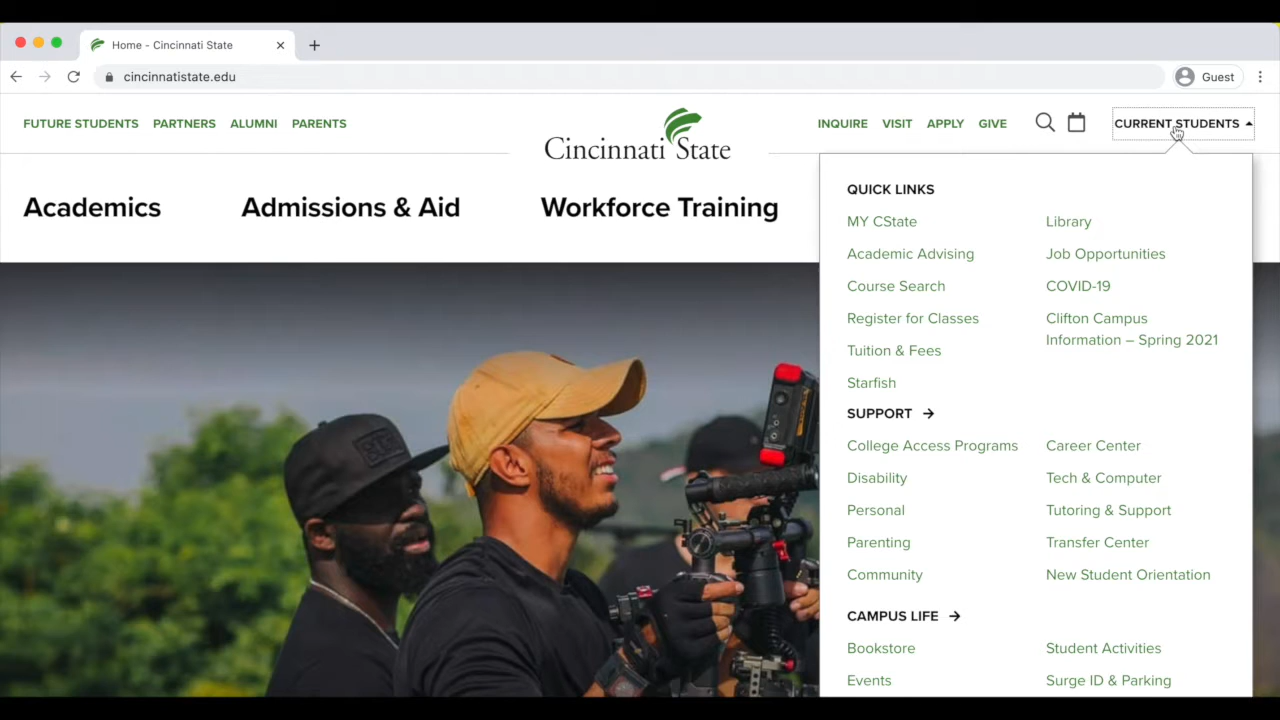 Home - Cincinnati State
cincinnatistate.edu
Guest
FUTURE STUDENTS PARTNERS ALUMNI PARENTS
Cincinnati State
INQUIRE VISIT APPLY GIVE
CURRENT STUDENTS
Academics
Admissions & Aid
Workforce Training
QUICK LINKS
MY CState
Academic Advising
Course Search
Register for Classes
Tuition & Fees
Starfish
Library
Job Opportunities
COVID-19
Clifton Campus
Information – Spring 2021
SUPPORT
College Access Programs
Disability
Personal
Parenting
Community
Career Center
Tech & Computer
Tutoring & Support
Transfer Center
New Student Orientation
CAMPUS LIFE
Bookstore
Events
Student Activities
Surge ID & Parking